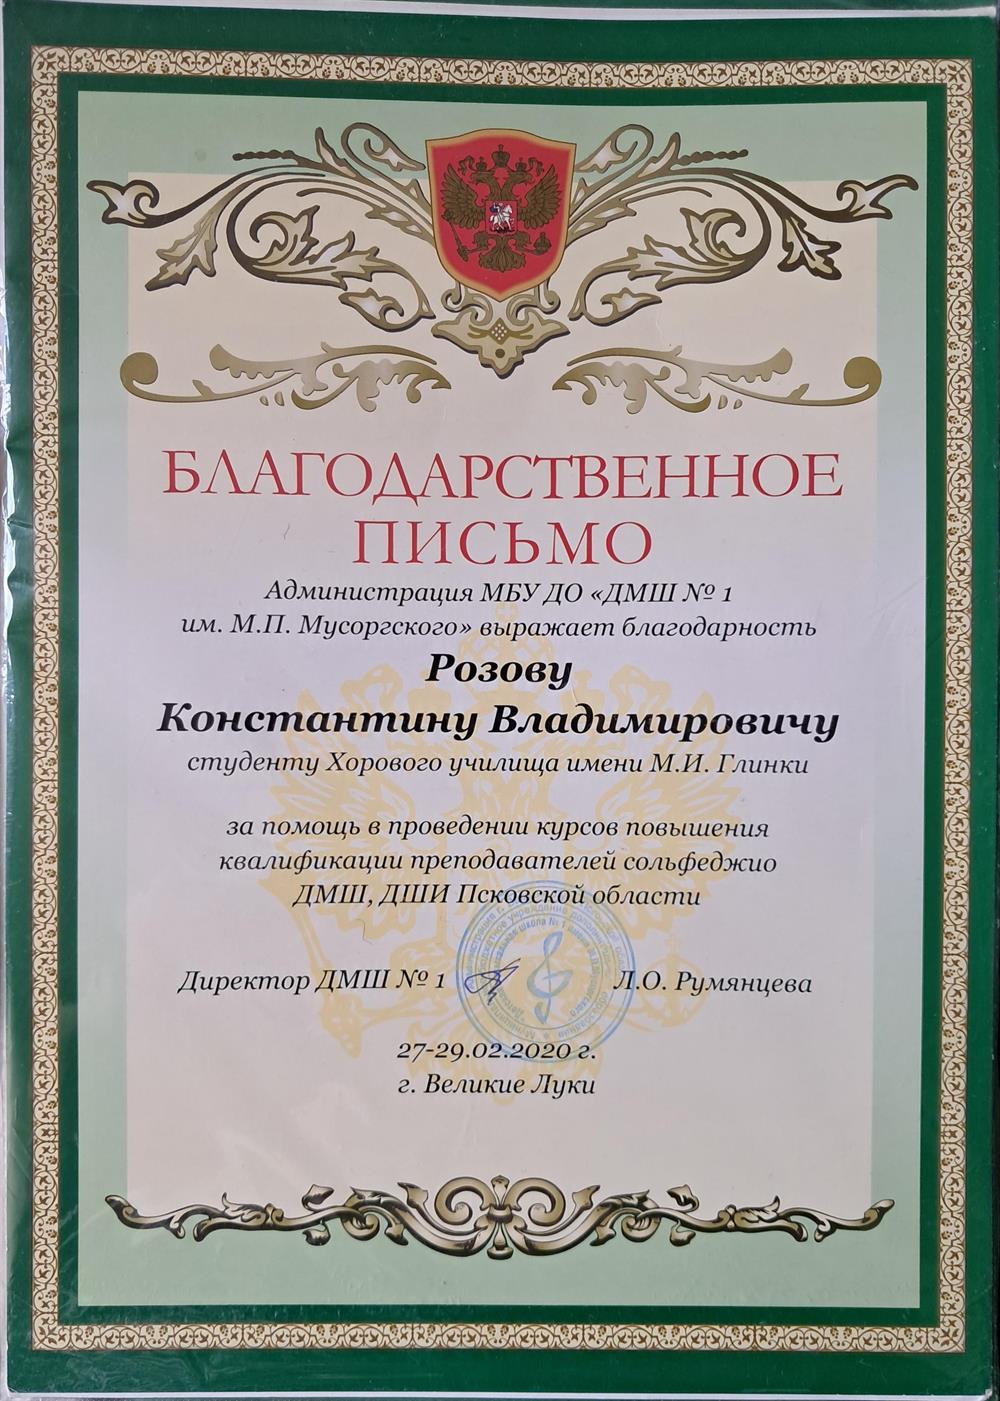 БЛАГОДАРСТВЕННОЕ
ПИСЬМО
Администрация МБУ ДО «ДМШ № 1
им. М.П. Мусоргского» выражает благодарность
Розову
Константину Владимировичу
студенту Хорового училища имени М.И. Глинки
за помощь в проведении курсов повышения
квалификации преподавателей сольфеджио
ДМШ, ДШИ Псковской области
Директор ДМШ № 1 Л.О. Румянцева
27-29.02.2020 г.
г. Великие Луки